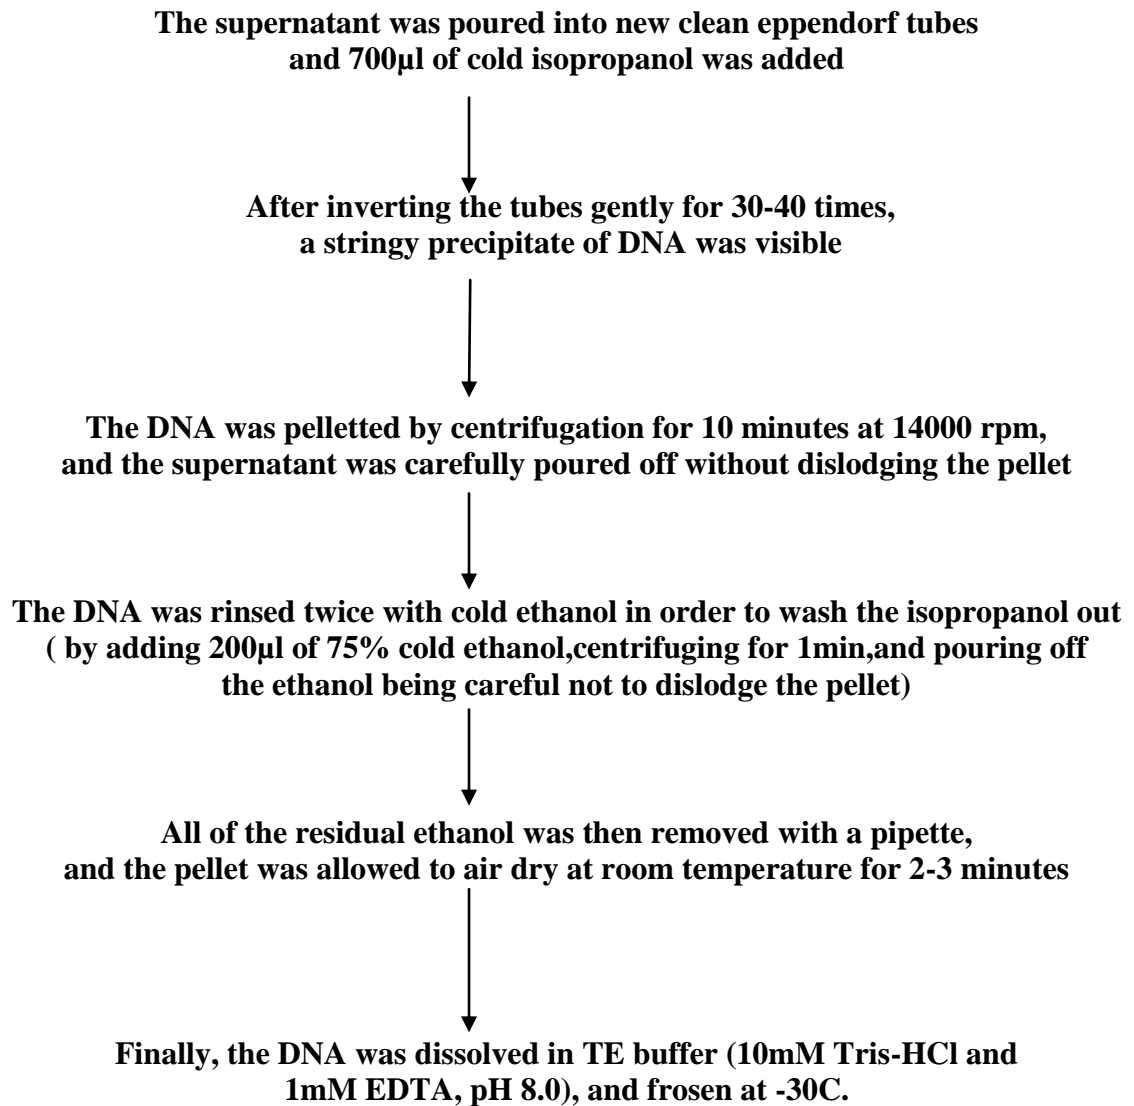 The supernatant was poured into new clean eppendorf tubes
and 700µl of cold isopropanol was added
After inverting the tubes gently for 30-40 times,
a stringy precipitate of DNA was visible
The DNA was pelletted by centrifugation for 10 minutes at 14000 rpm,
and the supernatant was carefully poured off without dislodging the pellet
The DNA was rinsed twice with cold ethanol in order to wash the isopropanol out
( by adding 200µl of 75% cold ethanol,centrifuging for 1min,and pouring off
the ethanol being careful not to dislodge the pellet)
All of the residual ethanol was then removed with a pipette,
and the pellet was allowed to air dry at room temperature for 2-3 minutes
Finally, the DNA was dissolved in TE buffer (10mM Tris-HCl and
1mM EDTA, pH 8.0), and frosen at -30C.